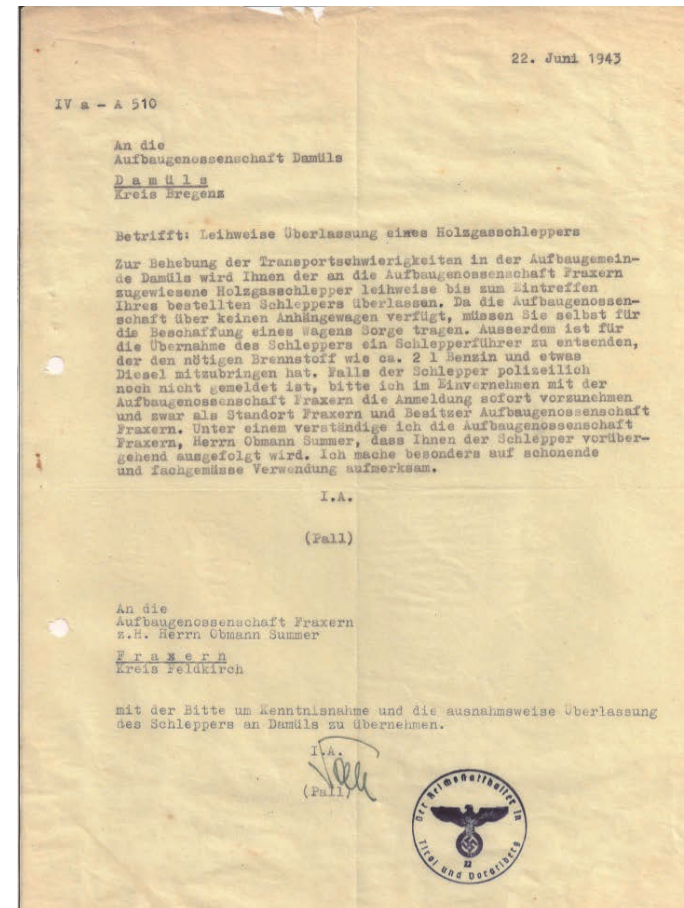 22. Juni 1943
IV a - A 510
An die
Aufbaugenossenschaft Damüls
D a m ü l s
Kreis Bregenz
Betrifft: Leihweise Überlassung eines Holzgasschleppers
Zur Behebung der Transportschwierigkeiten in der Aufbaugemein-
de Damüls wird Ihnen der an die Aufbaugenossenschaft Fraxern
zugewiesene Holzgasschlepper leihweise bis zum Eintreffen
Ihres bestellten Schleppers überlassen. Da die Aufbaugenossen-
schaft über keinen Anhängewagen verfügt, müssen Sie selbst für
die Beschaffung eines Wagens Sorge tragen. Ausserdem ist für
die Übernahme des Schleppers ein Schlepperführer zu entsenden,
der den nötigen Brennstoff wie ca. 2 l Benzin und etwas
Diesel mitzubringen hat. Falls der Schlepper polizeilich
noch nicht gemeldet ist, bitte ich im Einvernehmen mit der
Aufbaugenossenschaft Fraxern die Anmeldung sofort vorzunehmen
und zwar als Standort Fraxern und Besitzer Aufbaugenossenschaft
Fraxern. Unter einem verständige ich die Aufbaugenossenschaft
Fraxern, Herrn Obmann Summer, dass Ihnen der Schlepper vorüber-
gehend ausgefolgt wird. Ich mache besonders auf schonende
und fachgemässe Verwendung aufmerksam.
I.A.
(Pall)
An die
Aufbaugenossenschaft Fraxern
z.H. Herrn Obmann Summer
F r a x e r n
Kreis Feldkirch
mit der Bitte um Kenntnisnahme und die ausnahmsweise Überlassung
des Schleppers an Damüls zu übernehmen.
I.A.
Pall
(Pall)
Der Reichsstatthalter in
Tirol und Vorarlberg
22